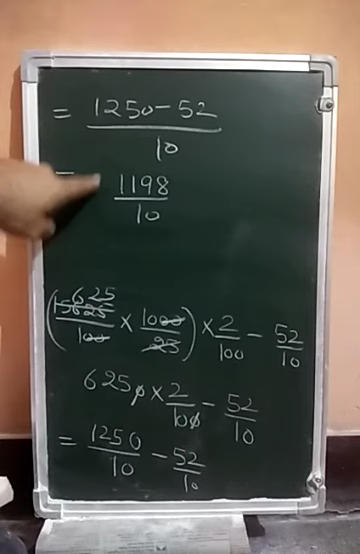 = 1250-52/10
= 1198/10
625
(15625/100 × 1000/25) × 2/100 - 52/10
6250 × 2/100 - 52/10
= 1250/10 - 52/10